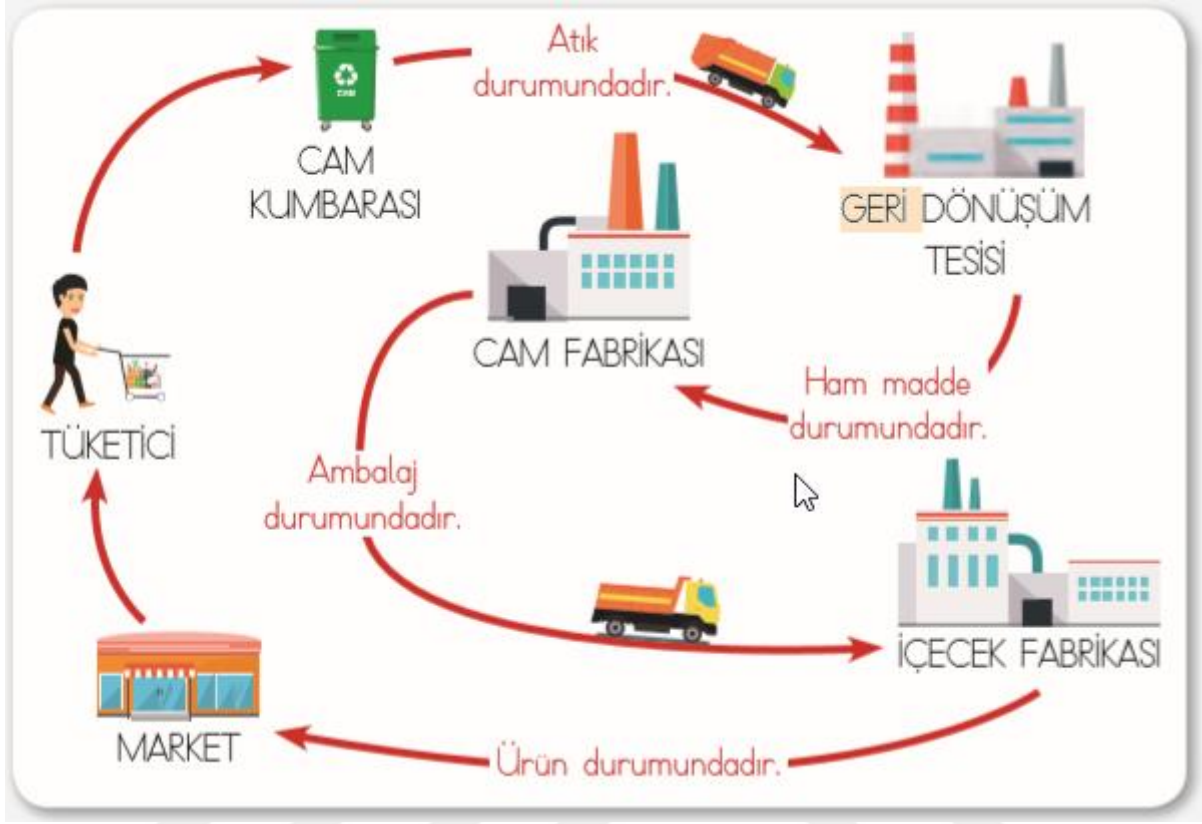 Atık
durumundadır.
CAM
CAM
KUMBARASI
GERİ DÖNÜŞÜM
TESİSİ
CAM FABRİKASI
Ham madde
durumundadır.
TÜKETİCİ
Ambalaj
durumundadır.
İÇECEK FABRİKASI
MARKET
Ürün durumundadır.